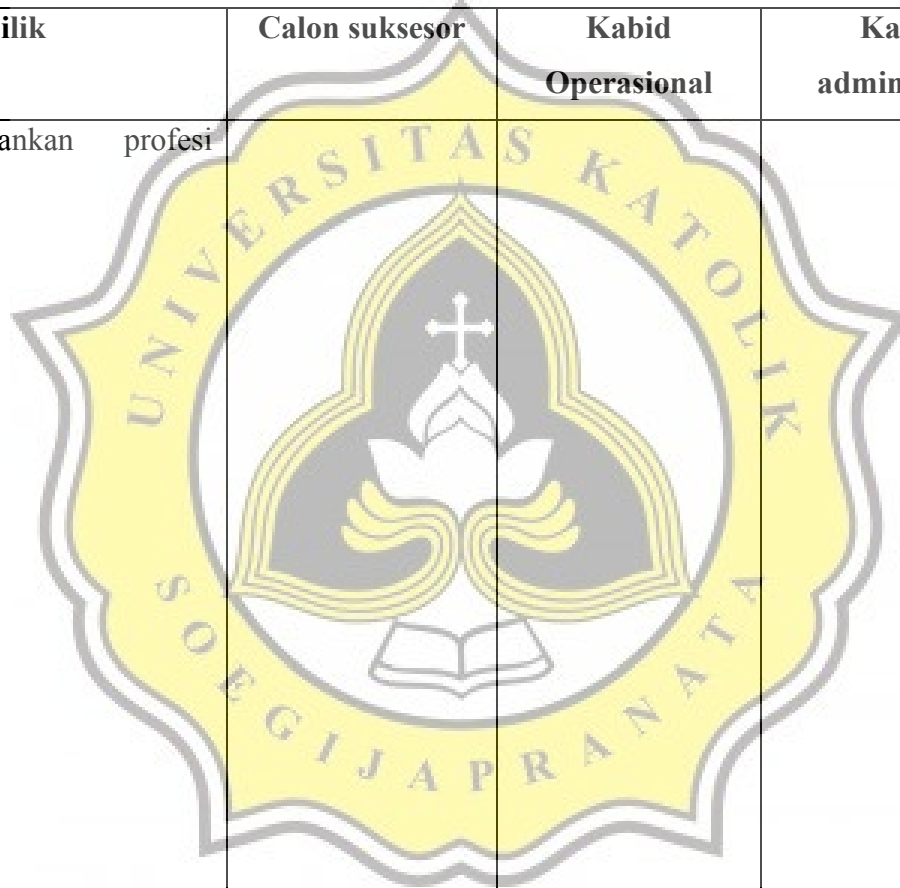 ilik Calon suksesor Kabid Ka
Operasional admin
ankan profesi
UNIVERSITAS KATOLIK
SOEGIJAPRANATA